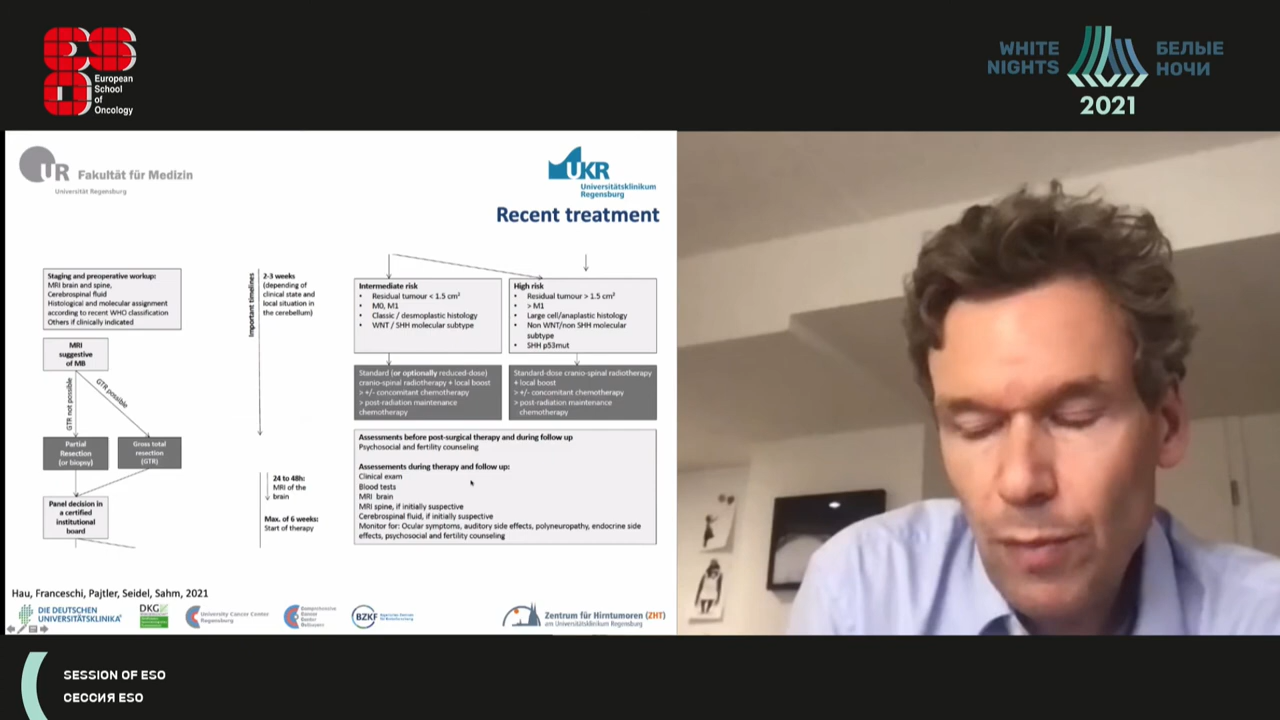 European
School
of
Oncology
WHITE
NIGHTS
БЕЛЫЕ
НОЧИ
2021
UR Fakultät für Medizin
Universität Regensburg
UKR
Universitätsklinikum
Regensburg
Recent treatment
Staging and preoperative workup:
MRI brain and spine,
Cerebrospinal fluid
Histological and molecular assignment
according to recent WHO classification
Others if clinically indicated
MRI
suggestive
of MB
GTR not possible
GTR possible
Partial
Resection
(or biopsy)
Gross total
resection
(GTR)
Panel decision in
a certified
institutional
board
Important timelines
2-3 weeks
(depending of
clinical state and
local situation in
the cerebellum)
24 to 48h:
MRI of the
brain
Max. of 6 weeks:
Start of therapy
Intermediate risk
• Residual tumour < 1.5 cm²
• M0, M1
• Classic / desmoplastic histology
• WNT / SHH molecular subtype
High risk
• Residual tumour > 1.5 cm²
• > M1
• Large cell/anaplastic histology
• Non WNT/non SHH molecular
subtype
• SHH p53mut
Standard (or optionally reduced-dose)
cranio-spinal radiotherapy + local boost
> +/- concomitant chemotherapy
> post-radiation maintenance
chemotherapy
Standard-dose cranio-spinal radiotherapy
+ local boost
> +/- concomitant chemotherapy
> post-radiation maintenance
chemotherapy
Assessments before post-surgical therapy and during follow up
Psychosocial and fertility counseling
Assessements during therapy and follow up:
Clinical exam
Blood tests
MRI brain
MRI spine, if initially suspective
Cerebrospinal fluid, if initially suspective
Monitor for: Ocular symptoms, auditory side effects, polyneuropathy, endocrine side
effects, psychosocial and fertility counseling
Hau, Franceschi, Pajtler, Seidel, Sahm, 2021
DIE DEUTSCHEN
UNIVERSITÄTSKLINIKA
DKG
University Cancer Center
Regensburg
Comprehensive
Cancer
Center
BZKF
Zentrum für Hirntumoren (ZHT)
am Universitätsklinikum Regensburg
SESSION OF ESO
СЕССИЯ ESO